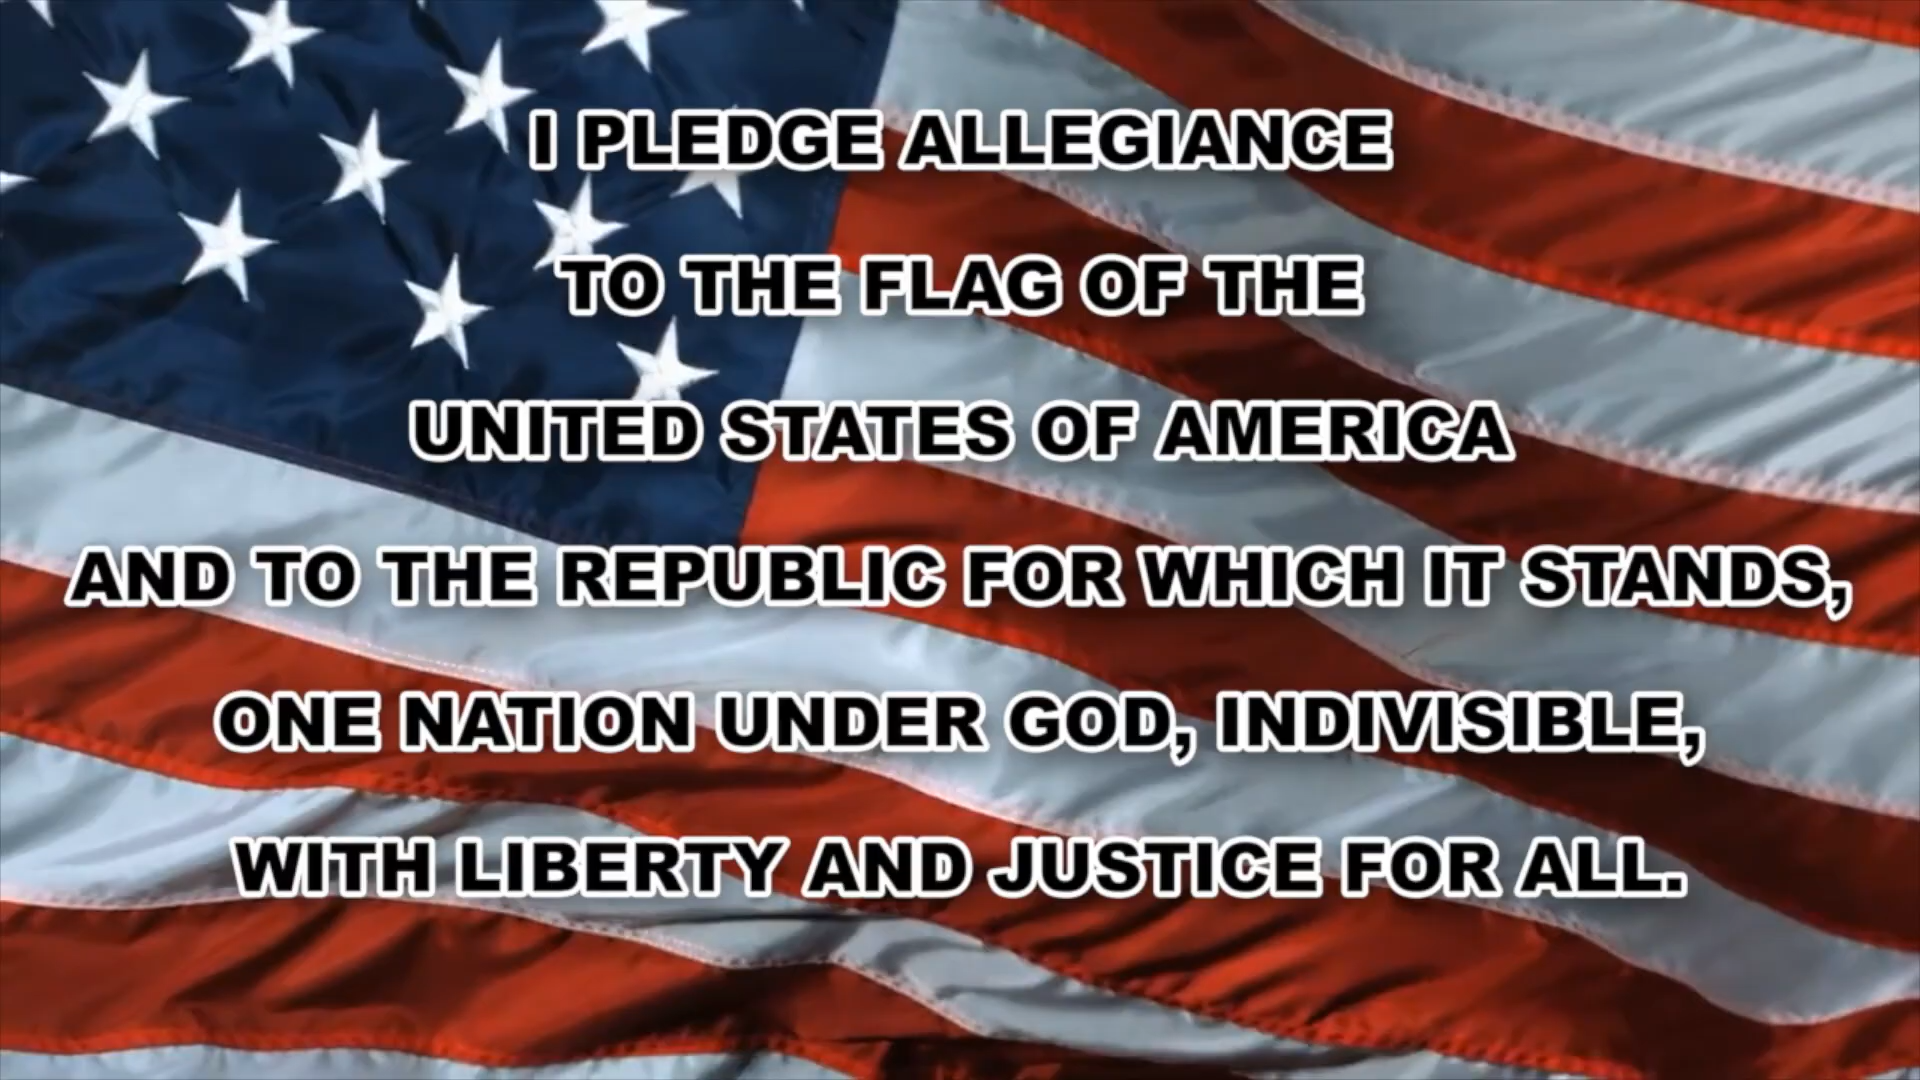 I PLEDGE ALLEGIANCE
TO THE FLAG OF THE
UNITED STATES OF AMERICA
AND TO THE REPUBLIC FOR WHICH IT STANDS,
ONE NATION UNDER GOD, INDIVISIBLE,
WITH LIBERTY AND JUSTICE FOR ALL.